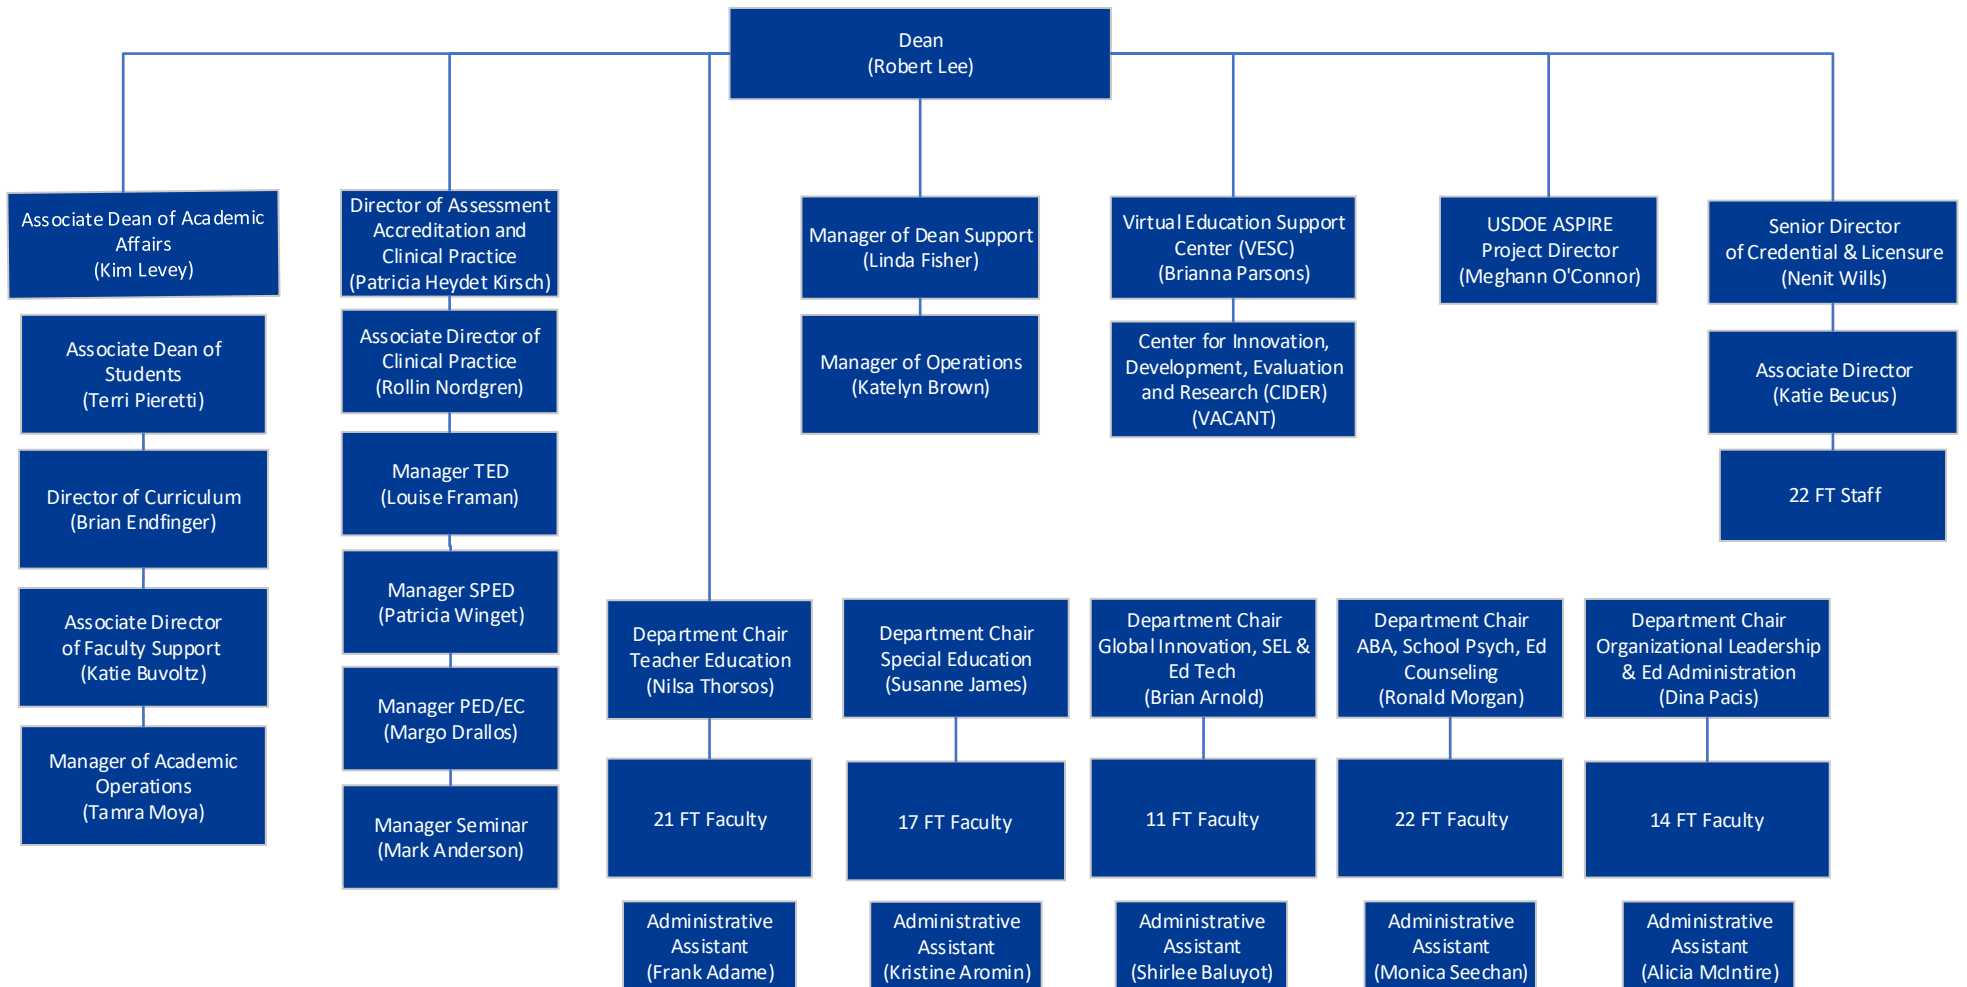 Dean
(Robert Lee)
Associate Dean of Academic
Affairs
(Kim Levey)
Director of Assessment
Accreditation and
Clinical Practice
(Patricia Heydet Kirsch)
Manager of Dean Support
(Linda Fisher)
Virtual Education Support
Center (VESC)
(Brianna Parsons)
USDOE ASPIRE
Project Director
(Meghann O'Connor)
Senior Director
of Credential & Licensure
(Nenit Wills)
Associate Dean of
Students
(Terri Pieretti)
Associate Director of
Clinical Practice
(Rollin Nordgren)
Manager of Operations
(Katelyn Brown)
Center for Innovation,
Development, Evaluation
and Research (CIDER)
(VACANT)
Associate Director
(Katie Beucus)
Director of Curriculum
(Brian Endfinger)
Manager TED
(Louise Framan)
22 FT Staff
Associate Director
of Faculty Support
(Katie Buvoltz)
Manager SPED
(Patricia Winget)
Manager PED/EC
(Margo Drallos)
Manager of Academic
Operations
(Tamra Moya)
Manager Seminar
(Mark Anderson)
Department Chair
Teacher Education
(Nilsa Thorsos)
Department Chair
Special Education
(Susanne James)
Department Chair
Global Innovation, SEL &
Ed Tech
(Brian Arnold)
Department Chair
ABA, School Psych, Ed
Counseling
(Ronald Morgan)
Department Chair
Organizational Leadership
& Ed Administration
(Dina Pacis)
21 FT Faculty
17 FT Faculty
11 FT Faculty
22 FT Faculty
14 FT Faculty
Administrative
Assistant
(Frank Adame)
Administrative
Assistant
(Kristine Aromin)
Administrative
Assistant
(Shirlee Baluyot)
Administrative
Assistant
(Monica Seechan)
Administrative
Assistant
(Alicia McIntire)